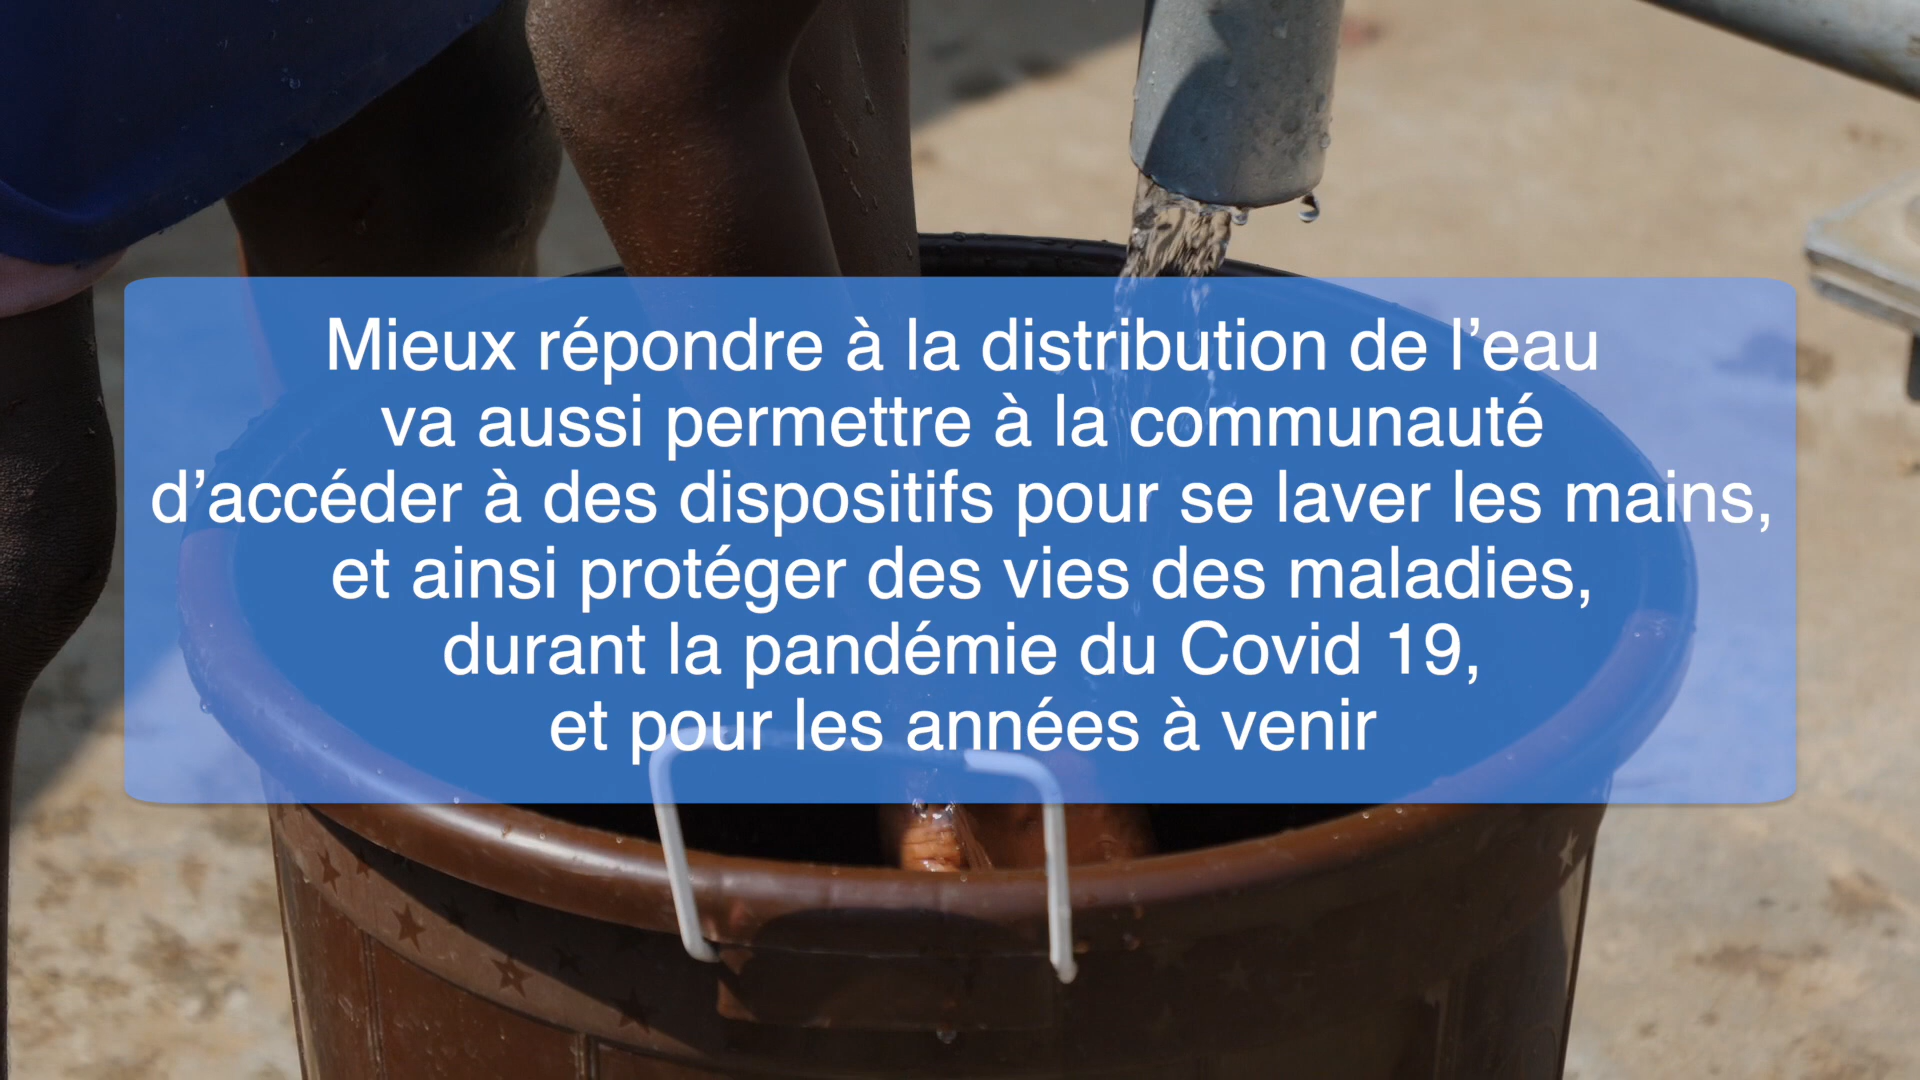 Mieux répondre à la distribution de l’eau
va aussi permettre à la communauté
d’accéder à des dispositifs pour se laver les mains,
et ainsi protéger des vies des maladies,
durant la pandémie du Covid 19,
et pour les années à venir